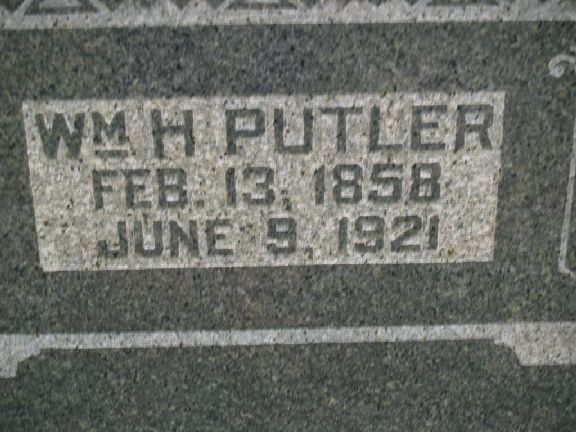 Wm H PUTLER
FEB. 13, 1858
JUNE 9, 1921